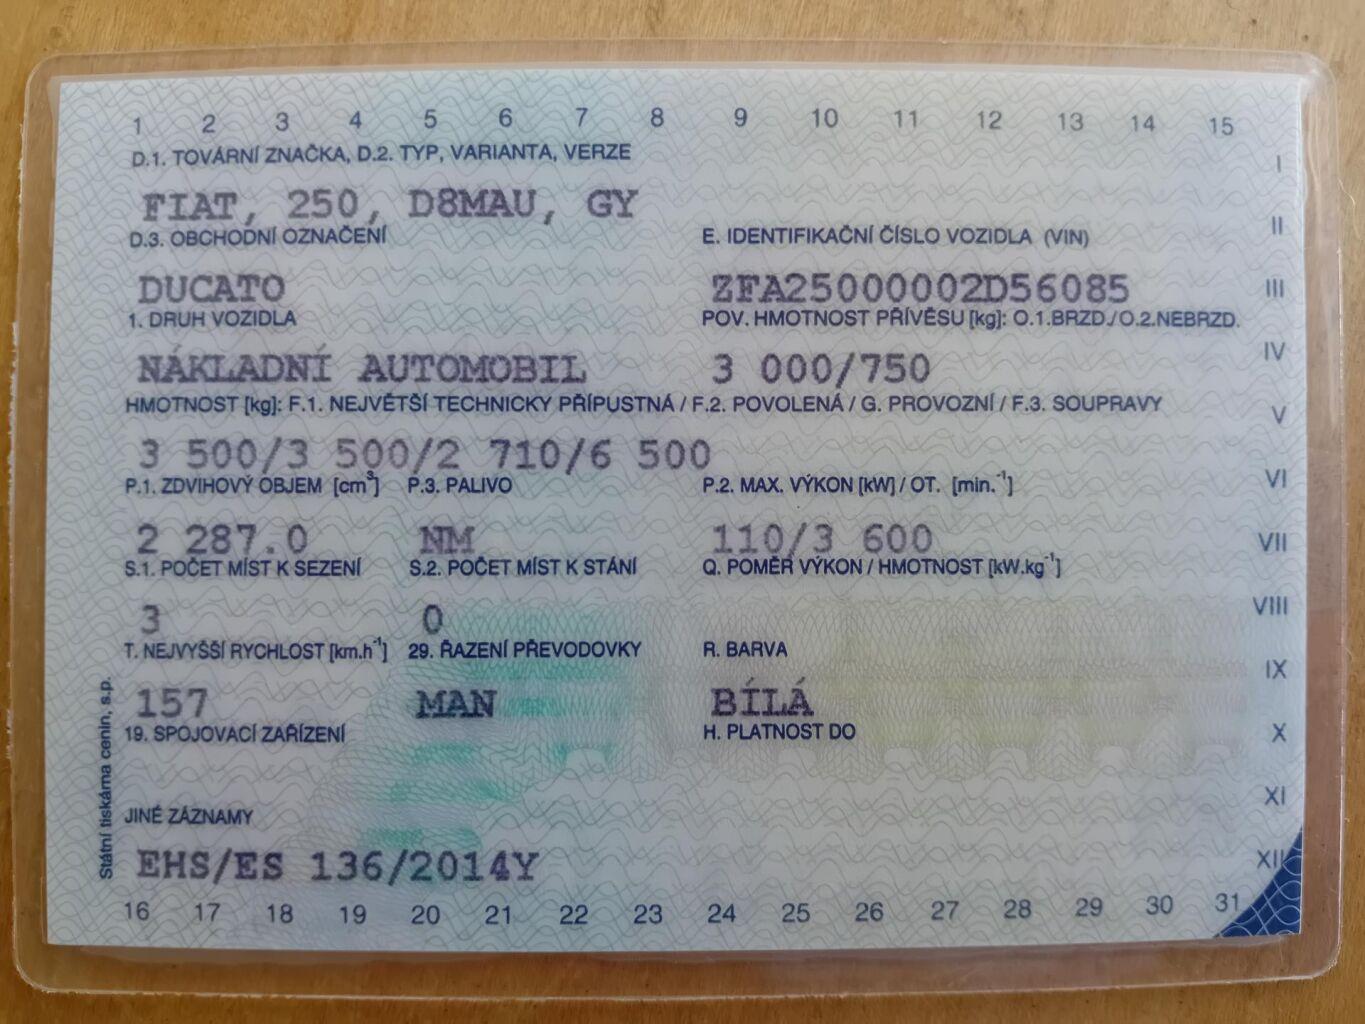 1 2 3 4 5 6 7 8 9 10 11 12 13 14 15
D.1. TOVÁRNÍ ZNAČKA, D.2. TYP, VARIANTA, VERZE
I
FIAT, 250, D8MAU, GY
II
D.3. OBCHODNÍ OZNAČENÍ E. IDENTIFIKAČNÍ ČÍSLO VOZIDLA (VIN)
DUCATO ZFA25000002D56085
III
1. DRUH VOZIDLA POV. HMOTNOST PŘÍVĚSU [kg]: O.1.BRZD./O.2.NEBRZD.
NÁKLADNÍ AUTOMOBIL 3 000/750
IV
HMOTNOST [kg]: F.1. NEJVĚTŠÍ TECHNICKY PŘÍPUSTNÁ / F.2. POVOLENÁ / G. PROVOZNÍ / F.3. SOUPRAVY
V
3 500/3 500/2 710/6 500
VI
P.1. ZDVIHOVÝ OBJEM [cm³] P.3. PALIVO P.2. MAX. VÝKON [kW] / OT. [min.⁻¹]
2 287.0 NM 110/3 600
VII
S.1. POČET MÍST K SEZENÍ S.2. POČET MÍST K STÁNÍ Q. POMĚR VÝKON / HMOTNOST [kW.kg⁻¹]
3 0
VIII
T. NEJVYŠŠÍ RYCHLOST [km.h⁻¹] 29. ŘAZENÍ PŘEVODOVKY R. BARVA
IX
157 MAN BÍLÁ
X
19. SPOJOVACÍ ZAŘÍZENÍ H. PLATNOST DO
XI
JINÉ ZÁZNAMY
EHS/ES 136/2014Y
XII
16 17 18 19 20 21 22 23 24 25 26 27 28 29 30 31
Státní tiskárna cenin, s.p.